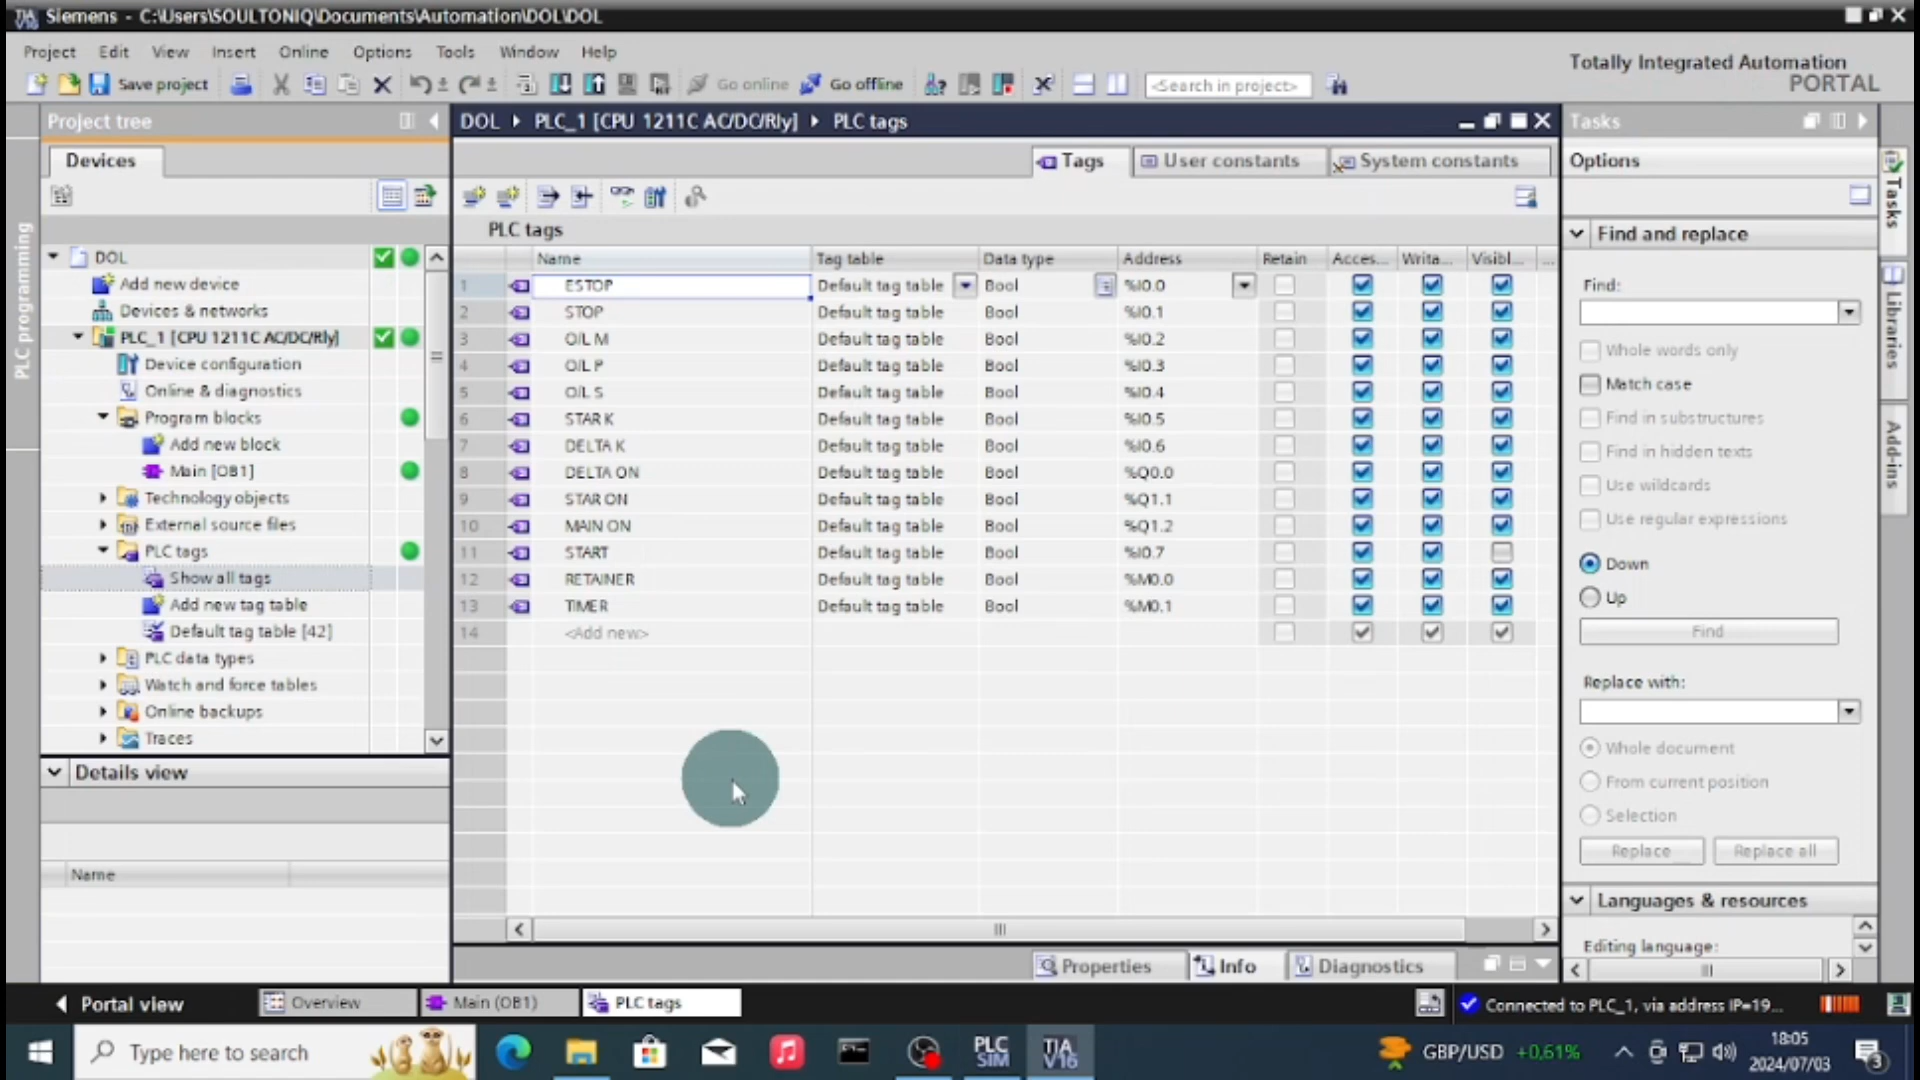 Siemens - C:\Users\SOULTONIQ\Documents\Automation\DOL\DOL
Project Edit View Insert Online Options Tools Window Help
Totally Integrated Automation
PORTAL
Save project Go online Go offline <Search in project>
Project tree
DOL PLC_1 [CPU 1211C AC/DC/Rly] PLC tags
Tasks
Devices
Tags User constants System constants
Options
PLC programming
PLC tags
Find and replace
Name Tag table Data type Address Retain Acces... Writa... Visibl... ...
1 ESTOP Default tag table Bool %I0.0
2 STOP Default tag table Bool %I0.1
3 O/L M Default tag table Bool %I0.2
4 O/L P Default tag table Bool %I0.3
5 O/L S Default tag table Bool %I0.4
6 STAR K Default tag table Bool %I0.5
7 DELTA K Default tag table Bool %I0.6
8 DELTA ON Default tag table Bool %Q0.0
9 STAR ON Default tag table Bool %Q1.1
10 MAIN ON Default tag table Bool %Q1.2
11 START Default tag table Bool %I0.7
12 RETAINER Default tag table Bool %M0.0
13 TIMER Default tag table Bool %M0.1
14 <Add new>
DOL
Add new device
Devices & networks
PLC_1 [CPU 1211C AC/DC/Rly]
Device configuration
Online & diagnostics
Program blocks
Add new block
Main [OB1]
Technology objects
External source files
PLC tags
Show all tags
Add new tag table
Default tag table [42]
PLC data types
Watch and force tables
Online backups
Traces
Details view
Name
Find:
Whole words only
Match case
Find in substructures
Find in hidden texts
Use wildcards
Use regular expressions
Down
Up
Find
Replace with:
Whole document
From current position
Selection
Replace Replace all
Languages & resources
Editing language:
Tasks
Libraries
Add-ins
Properties Info Diagnostics
Portal view Overview Main (OB1) PLC tags
Connected to PLC_1, via address IP=19...
Type here to search
PLC
SIM
TIA
V16
GBP/USD +0,61%
18:05
2024/07/03
3